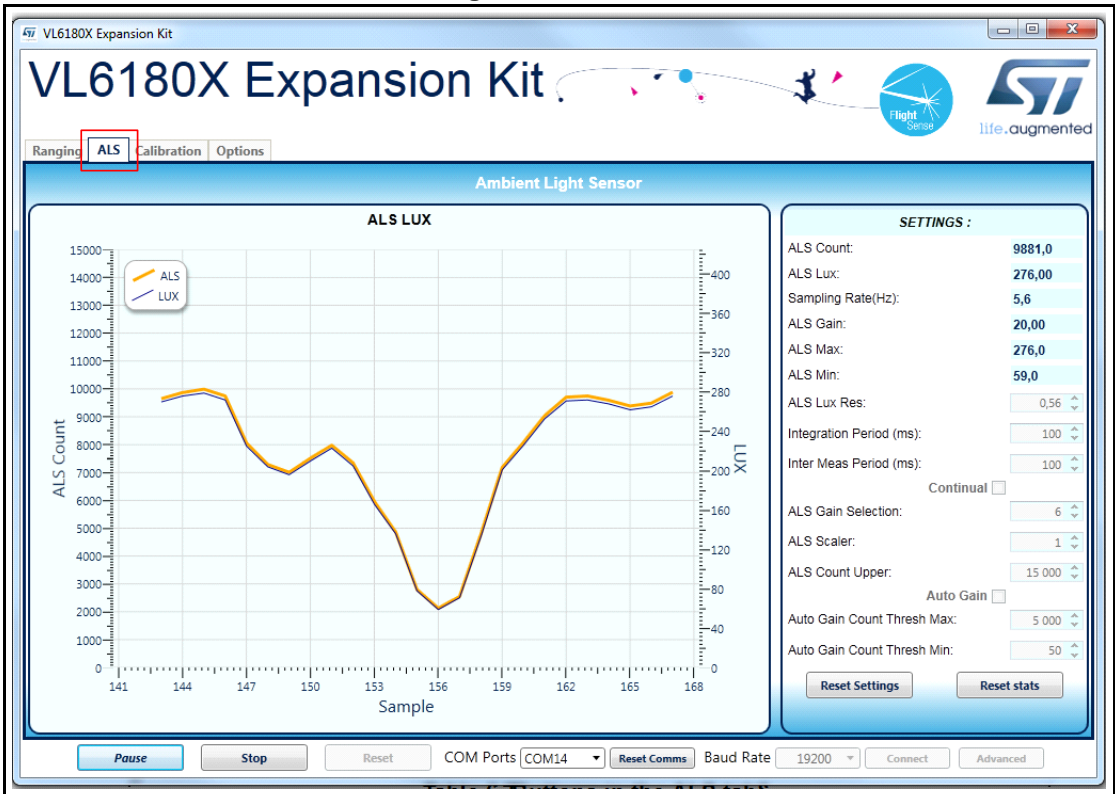 VL6180X Expansion Kit
VL6180X Expansion Kit
Flight
Sense
life.augmented
Ranging ALS Calibration Options
Ambient Light Sensor
ALS LUX
ALS
LUX
15000
14000
13000
12000
11000
10000
9000
8000
7000
6000
5000
4000
3000
2000
1000
0
ALS Count
400
360
320
280
240
200
160
120
80
40
0
LUX
141 144 147 150 153 156 159 162 165 168
Sample
SETTINGS :
ALS Count: 9881,0
ALS Lux: 276,00
Sampling Rate(Hz): 5,6
ALS Gain: 20,00
ALS Max: 276,0
ALS Min: 59,0
ALS Lux Res: 0,56
Integration Period (ms): 100
Inter Meas Period (ms): 100
Continual
ALS Gain Selection: 6
ALS Scaler: 1
ALS Count Upper: 15 000
Auto Gain
Auto Gain Count Thresh Max: 5 000
Auto Gain Count Thresh Min: 50
Reset Settings Reset stats
Pause Stop Reset COM Ports COM14 Reset Comms Baud Rate 19200 Connect Advanced